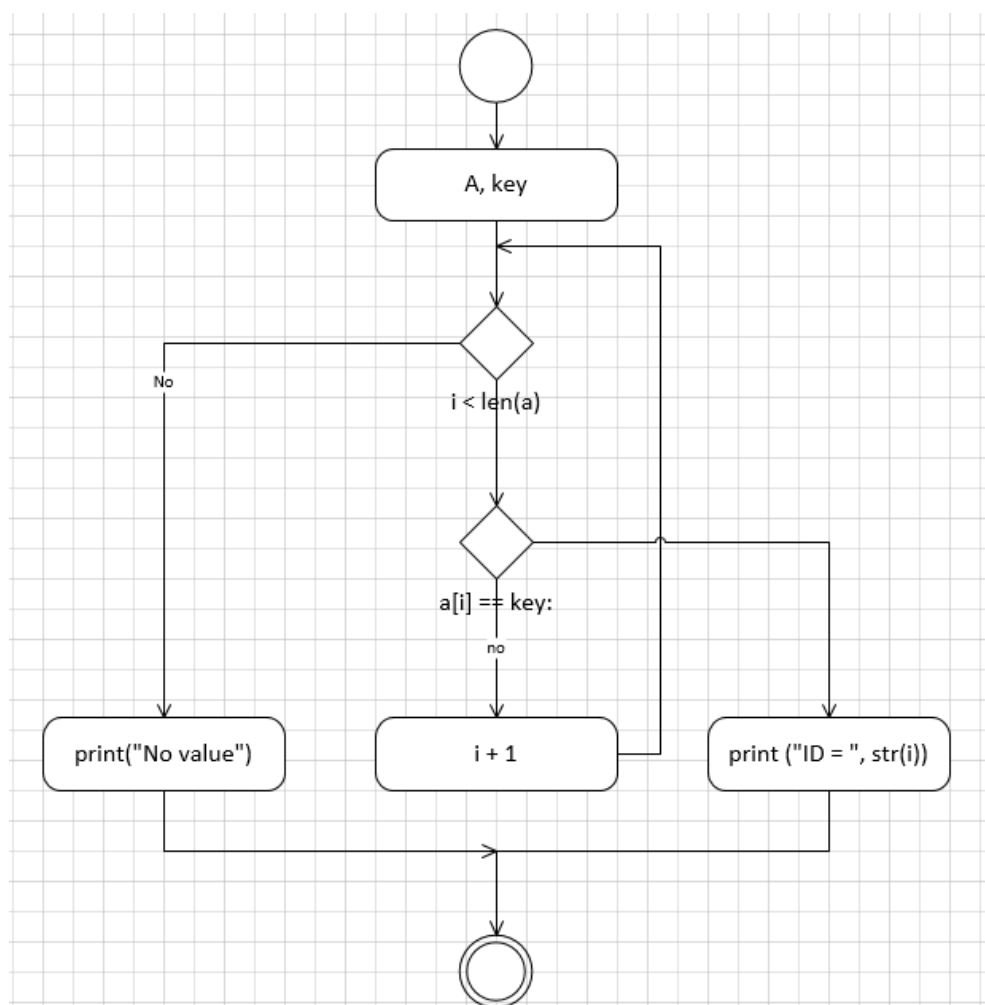 A, key
No
i < len(a)
a[i] == key:
no
print("No value")
i + 1
print ("ID = ", str(i))